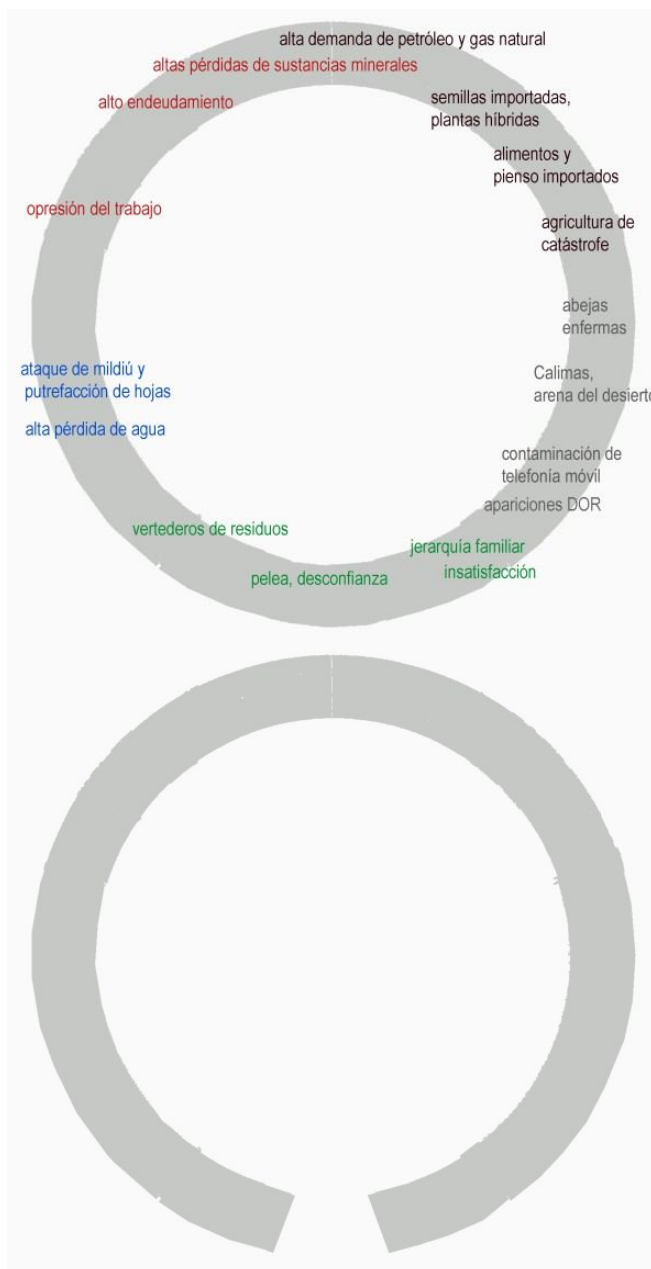 alta demanda de petróleo y gas natural
altas pérdidas de sustancias minerales
alto endeudamiento
semillas importadas,
plantas híbridas
alimentos y
pienso importados
opresión del trabajo
agricultura de
catástrofe
abejas
enfermas
ataque de mildiú y
putrefacción de hojas
Calimas,
arena del desierto
alta pérdida de agua
contaminación de
telefonía móvil
apariciones DOR
vertederos de residuos
jerarquía familiar
insatisfacción
pelea, desconfianza